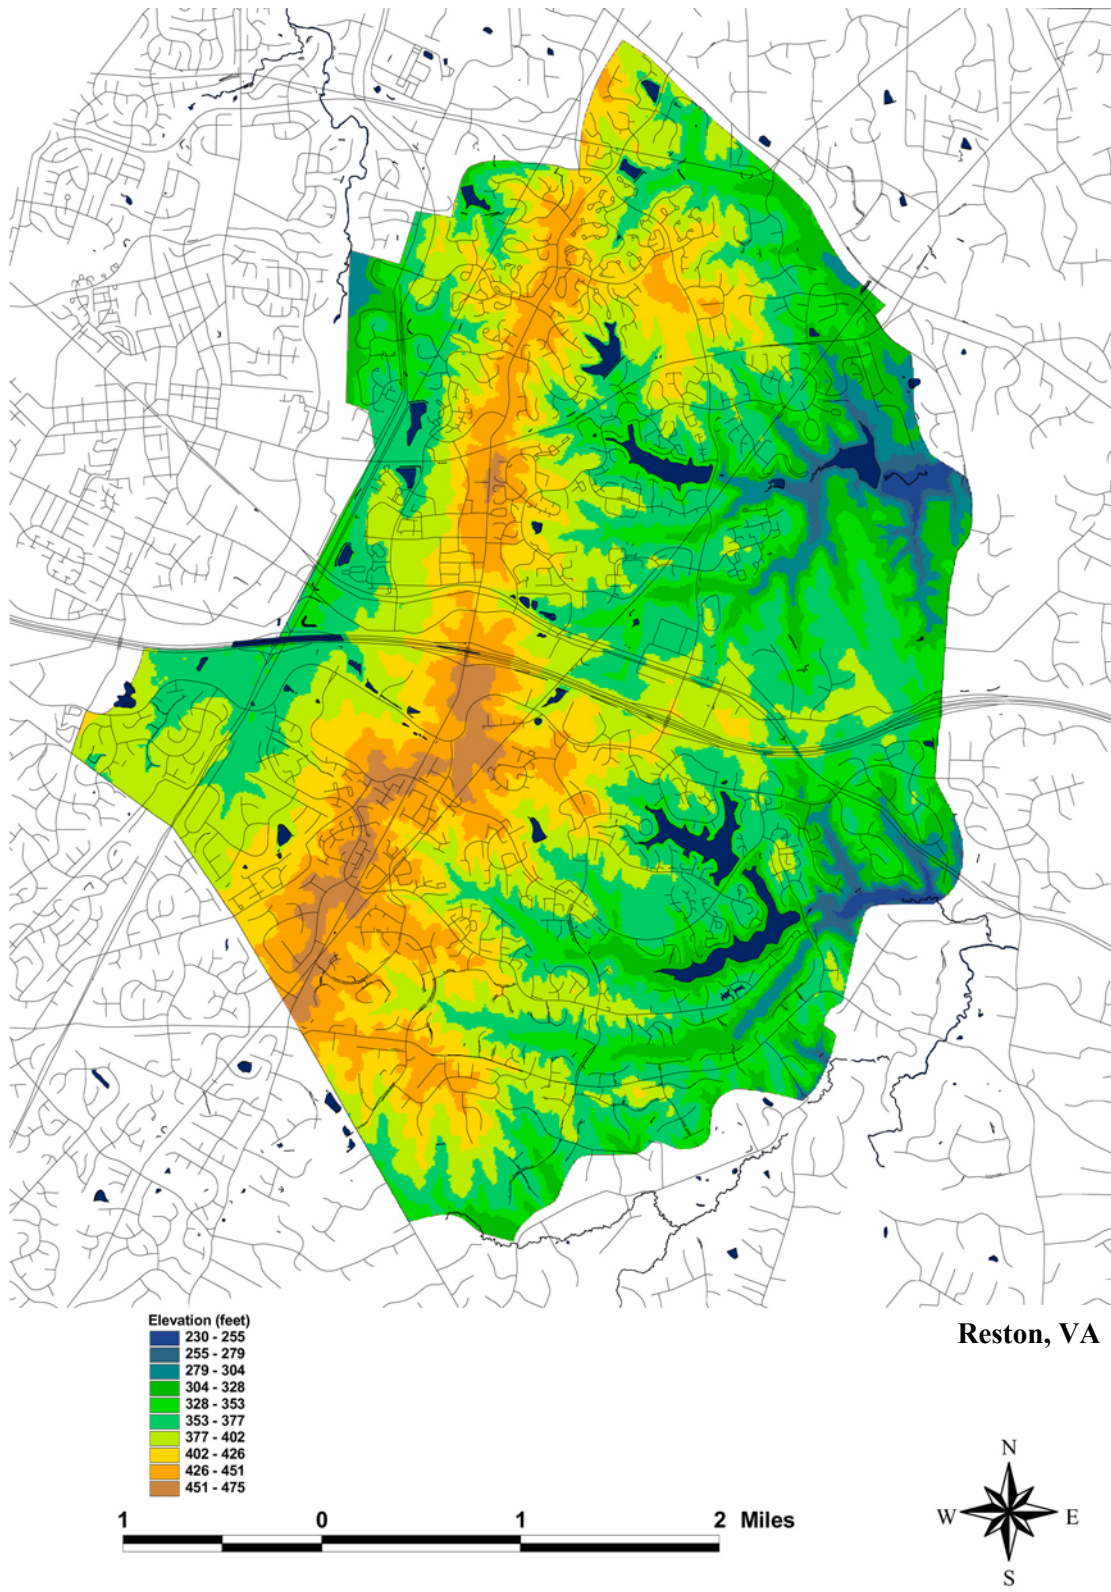 Elevation (feet)
230 - 255
255 - 279
279 - 304
304 - 328
328 - 353
353 - 377
377 - 402
402 - 426
426 - 451
451 - 475
Reston, VA
1 0 1 2 Miles
N
W E
S